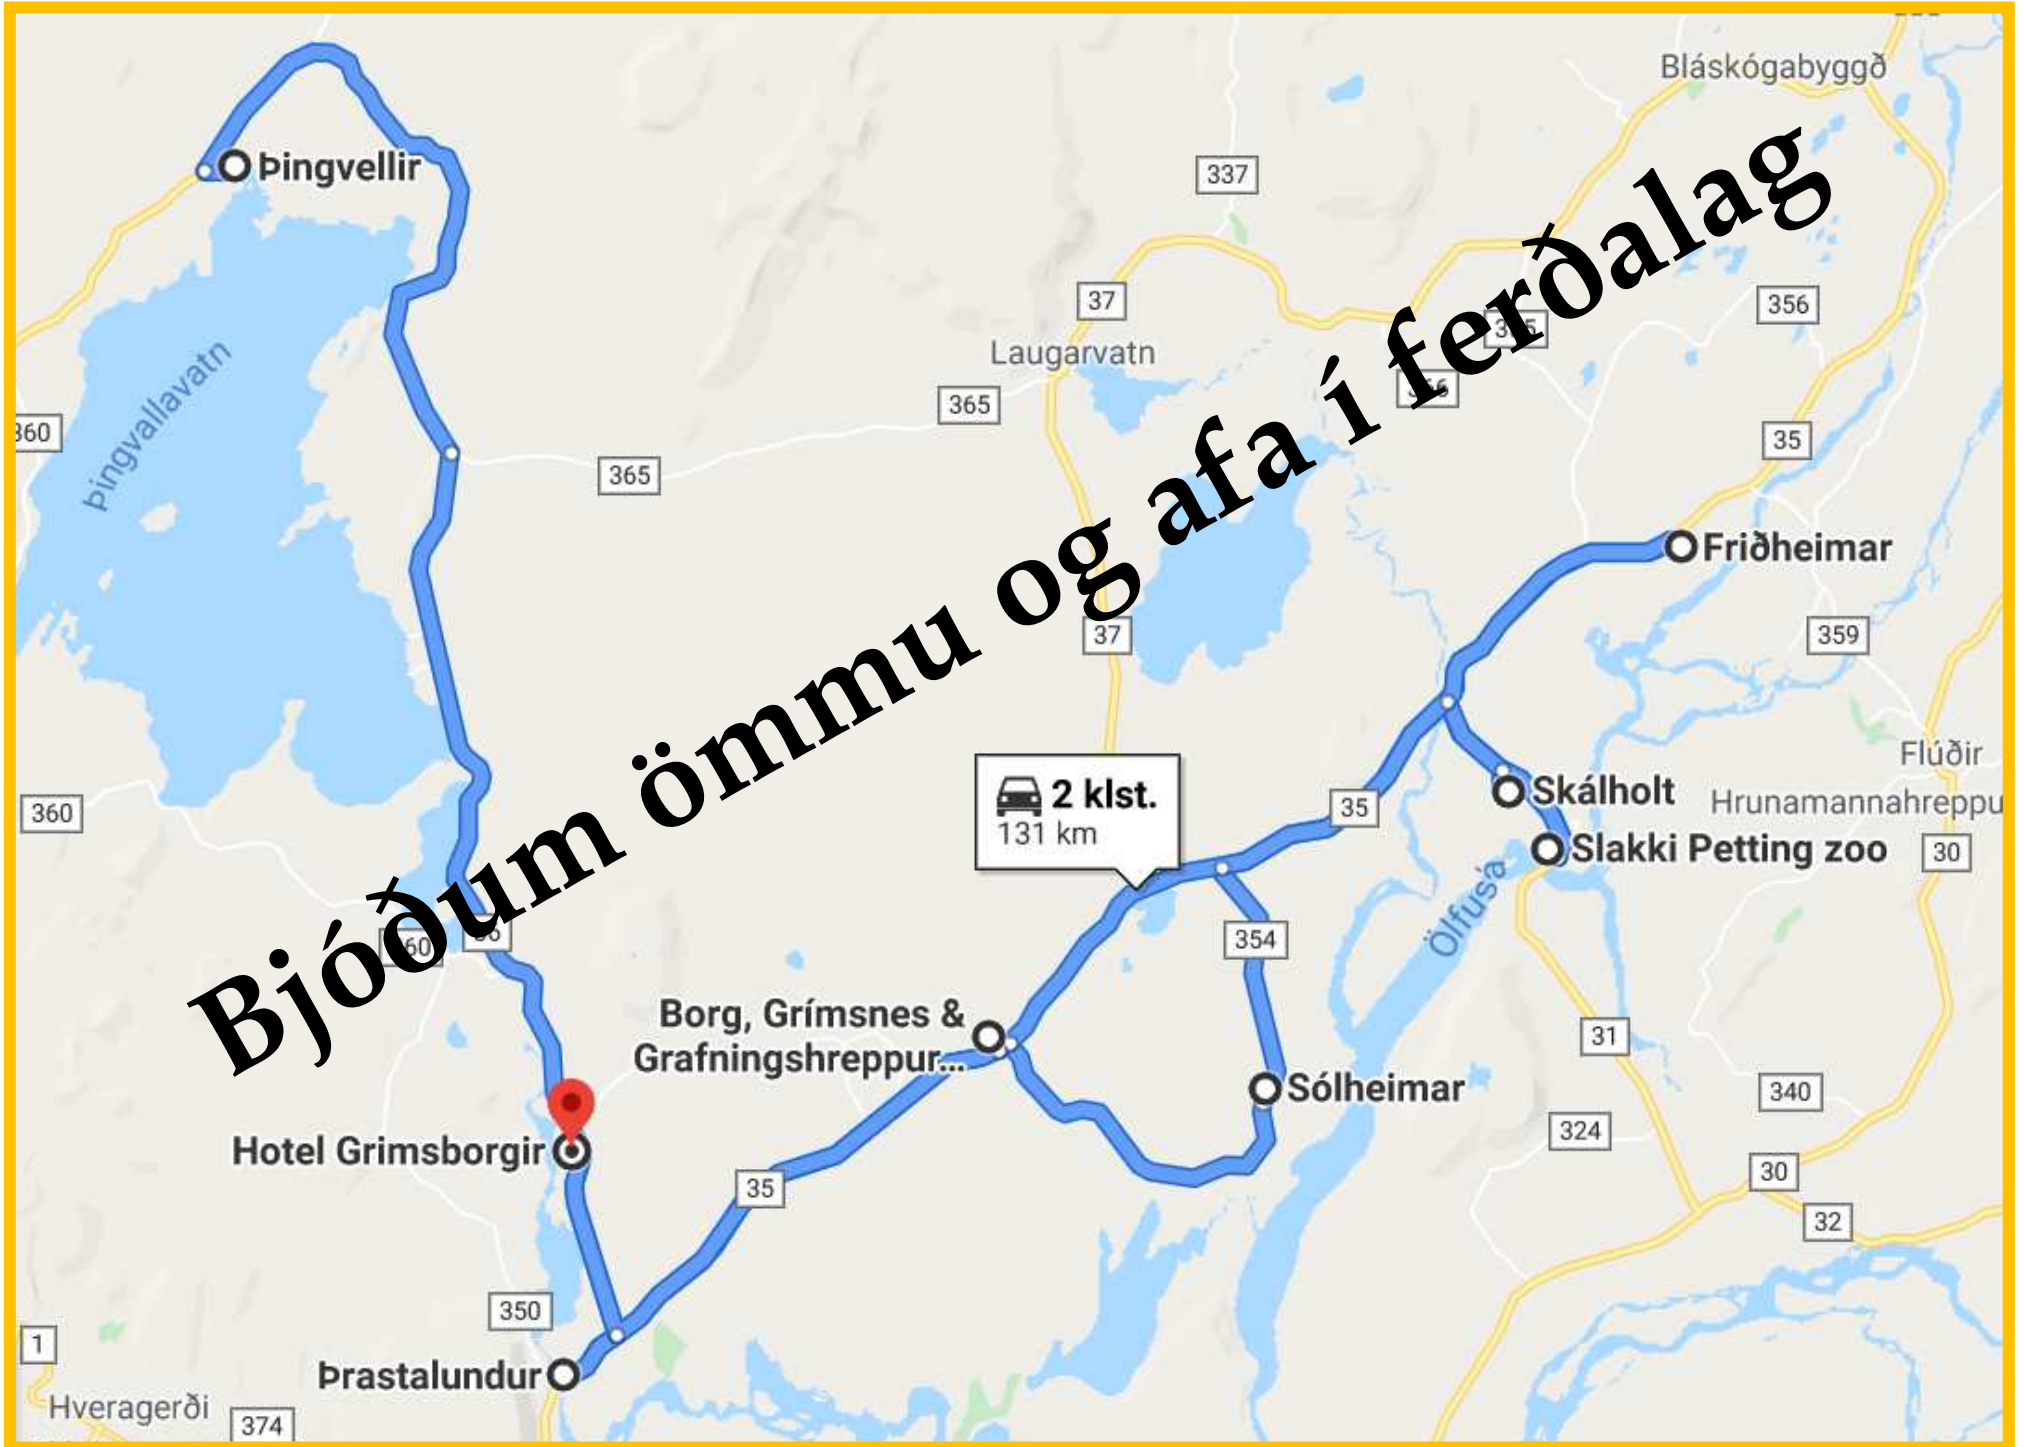 Bláskógabyggð
Þingvellir
337
37
356
Laugarvatn
365
365
Þingvallavatn
35
Friðheimar
37
359
Flúðir
2 klst.
131 km
Skálholt
Hrunamannahreppu
360
35
Slakki Petting zoo
30
Ölfusá
354
Bjóðum ömmu og afa í ferðalag
Borg, Grímsnes &
Grafningshreppur...
31
Sólheimar
340
324
Hotel Grimsborgir
30
35
32
350
1
Þrastalundur
Hveragerði
374